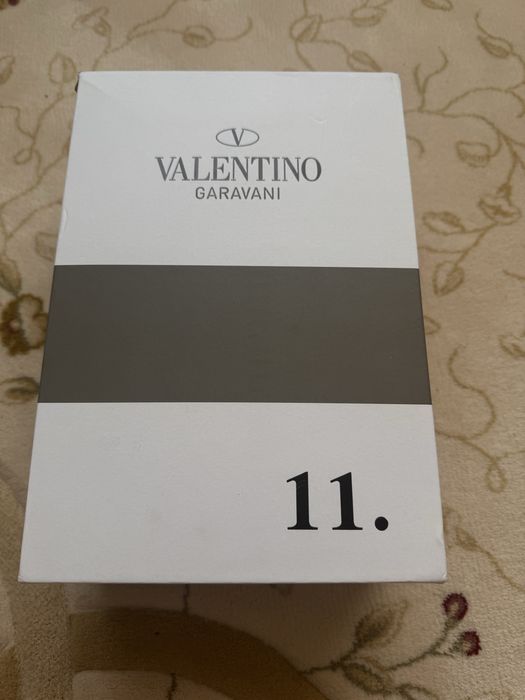 V
VALENTINO
GARAVANI
11.